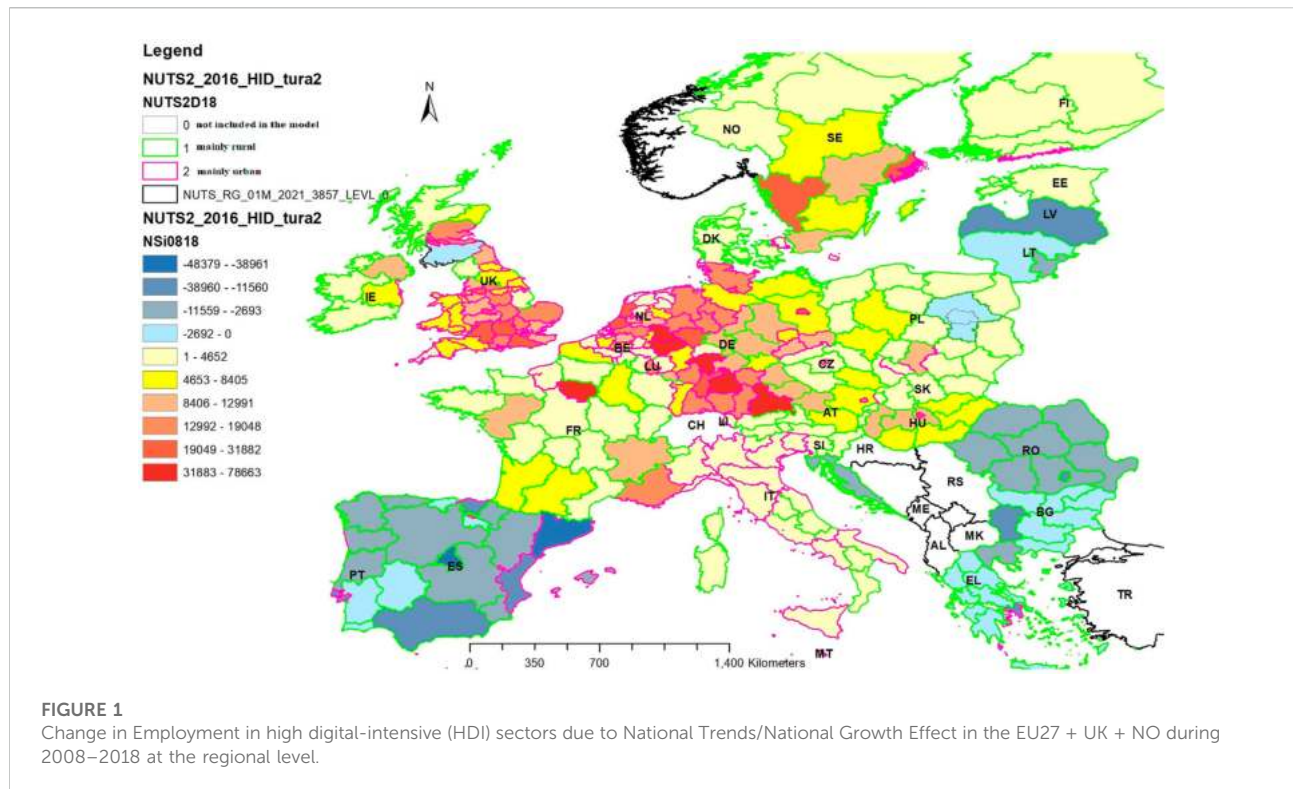 Legend
NUTS2_2016_HID_tura2
NUTS2D18
0 not included in the model
1 mainly rural
2 mainly urban
NUTS_RG_01M_2021_3857_LEVL_0
NUTS2_2016_HID_tura2
NSi0818
-48379 - -38961
-38960 - -11560
-11559 - -2693
-2692 - 0
1 - 4652
4653 - 8405
8406 - 12991
12992 - 19048
19049 - 31882
31883 - 78663
N
NO
SE
FI
EE
LV
LT
DK
IE
UK
NL
BE
LU
DE
PL
CZ
SK
AT
HU
FR
CH
LI
SI
HR
RO
RS
IT
ME
MK
AL
BG
PT
ES
EL
TR
MT
0 350 700 1,400 Kilometers
FIGURE 1
Change in Employment in high digital-intensive (HDI) sectors due to National Trends/National Growth Effect in the EU27 + UK + NO during
2008–2018 at the regional level.